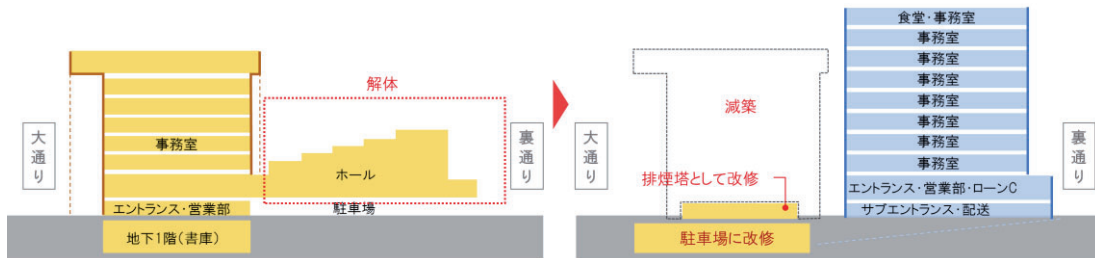 大通り
事務室
エントランス・営業部
地下1階(書庫)
解体
ホール
駐車場
裏通り
大通り
減築
排煙塔として改修
駐車場に改修
食堂・事務室
事務室
事務室
事務室
事務室
事務室
事務室
事務室
エントランス・営業部・ローンC
サブエントランス・配送
裏通り